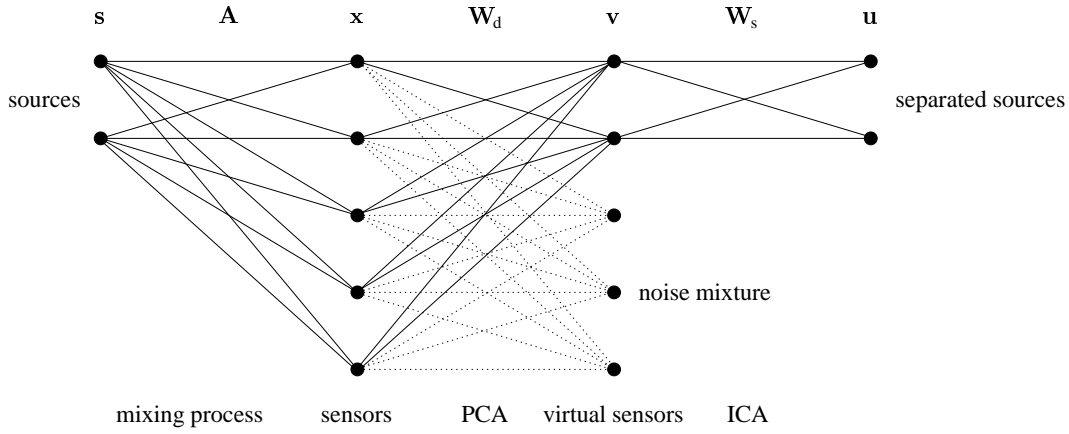 s A x W_d v W_s u
sources
separated sources
noise mixture
mixing process sensors PCA virtual sensors ICA